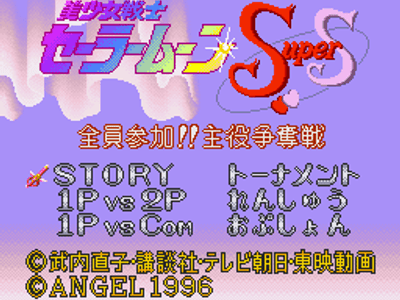 美少女戦士
セーラームーン SuperS
全員参加!!主役争奪戦
STORY トーナメント
1P vs 2P れんしゅう
1P vs Com おぷしょん
©武内直子・講談社・テレビ朝日・東映動画
©ANGEL 1996